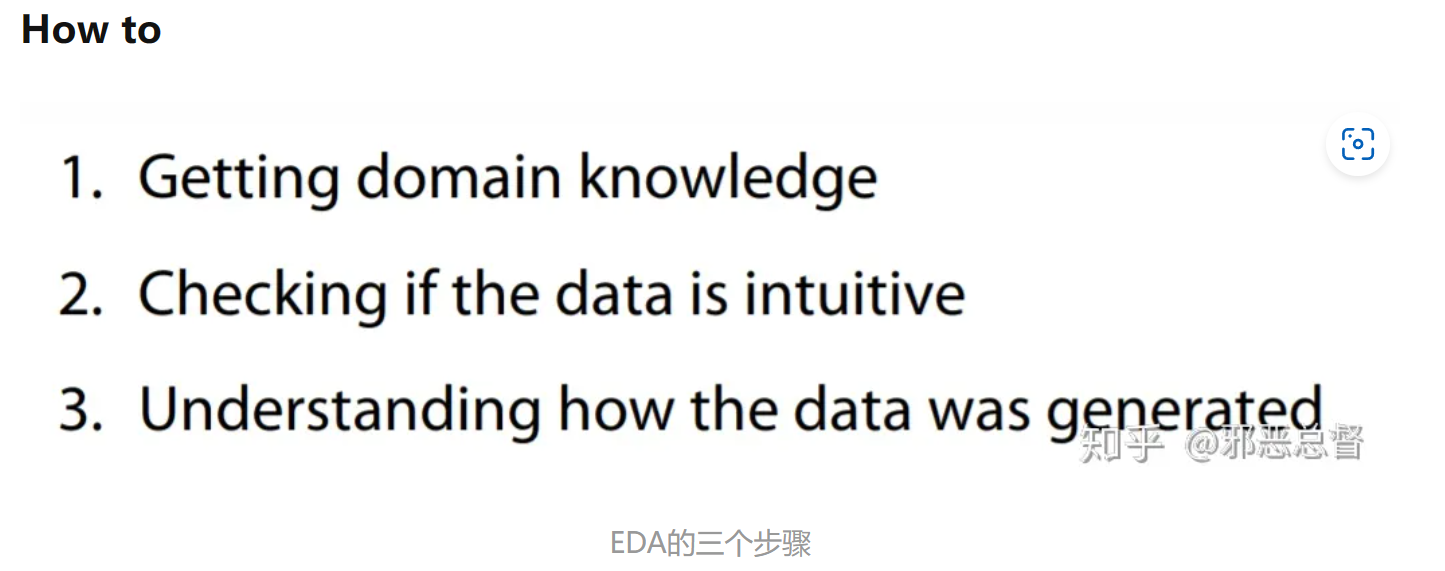 How to
1. Getting domain knowledge
2. Checking if the data is intuitive
3. Understanding how the data was generated
知乎 @邪恶总督
EDA的三个步骤